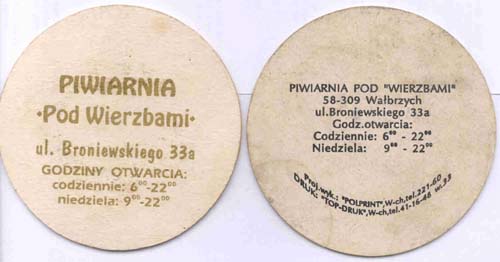 PIWIARNIA
•Pod Wierzbami•
ul. Broniewskiego 33a
GODZINY OTWARCIA:
codziennie: 6⁰⁰-22⁰⁰
niedziela: 9⁰⁰-22⁰⁰
PIWIARNIA POD "WIERZBAMI"
58-309 Wałbrzych
ul.Broniewskiego 33a
Godz.otwarcia:
Codziennie: 6⁰⁰ - 22⁰⁰
Niedziela: 9⁰⁰ - 22⁰⁰
Proj.wyk.: "POLPRINT",W-ch,tel.221-60
DRUK: "TOP-DRUK",W-ch,tel.41-16-46 w.33